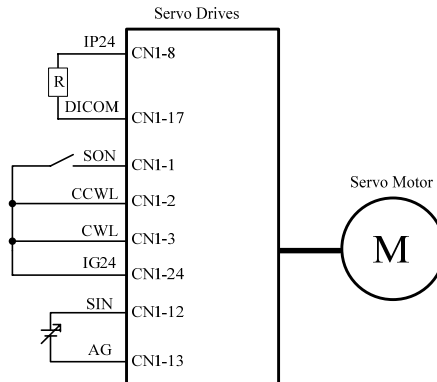 Servo Drives
IP24
CN1-8
R
DICOM
CN1-17
SON
CN1-1
CCWL
CN1-2
CWL
CN1-3
IG24
CN1-24
SIN
CN1-12
AG
CN1-13
Servo Motor
M